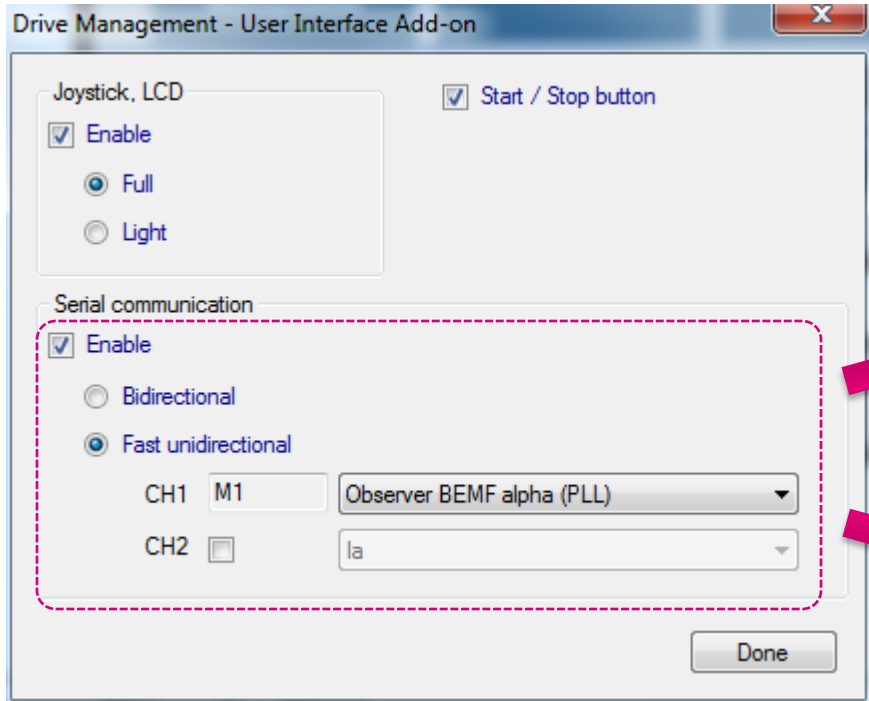 Drive Management - User Interface Add-on
Joystick, LCD
Start / Stop button
Enable
Full
Light
Serial communication
Enable
Bidirectional
Fast unidirectional
CH1 M1 Observer BEMF alpha (PLL)
CH2 Ia
Done